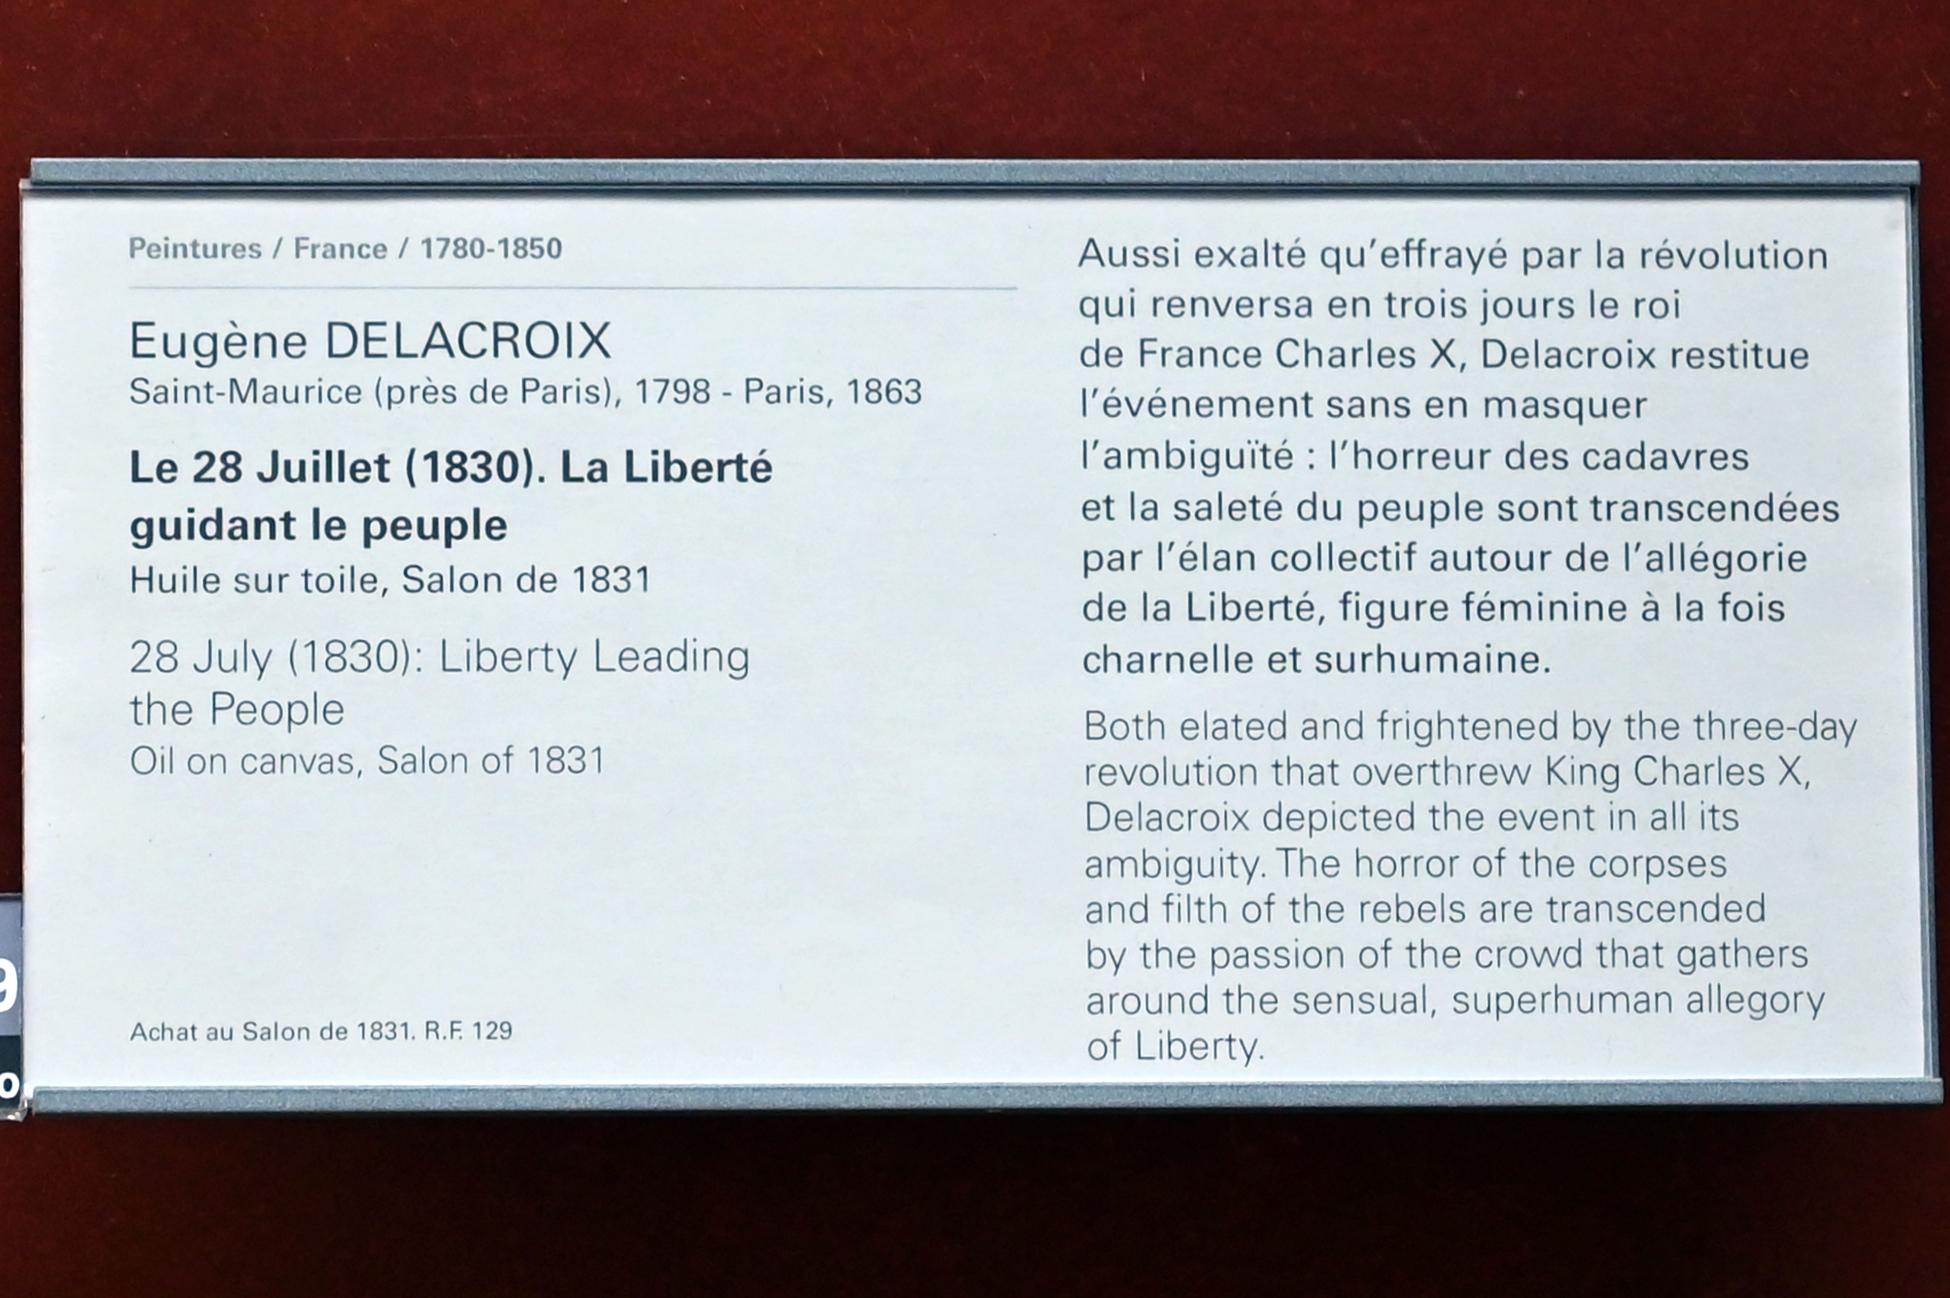 Peintures / France / 1780-1850
Eugène DELACROIX
Saint-Maurice (près de Paris), 1798 - Paris, 1863
Le 28 Juillet (1830). La Liberté
guidant le peuple
Huile sur toile, Salon de 1831
28 July (1830): Liberty Leading
the People
Oil on canvas, Salon of 1831
Achat au Salon de 1831. R.F. 129
Aussi exalté qu'effrayé par la révolution
qui renversa en trois jours le roi
de France Charles X, Delacroix restitue
l'événement sans en masquer
l'ambiguïté : l'horreur des cadavres
et la saleté du peuple sont transcendées
par l'élan collectif autour de l'allégorie
de la Liberté, figure féminine à la fois
charnelle et surhumaine.
Both elated and frightened by the three-day
revolution that overthrew King Charles X,
Delacroix depicted the event in all its
ambiguity. The horror of the corpses
and filth of the rebels are transcended
by the passion of the crowd that gathers
around the sensual, superhuman allegory
of Liberty.